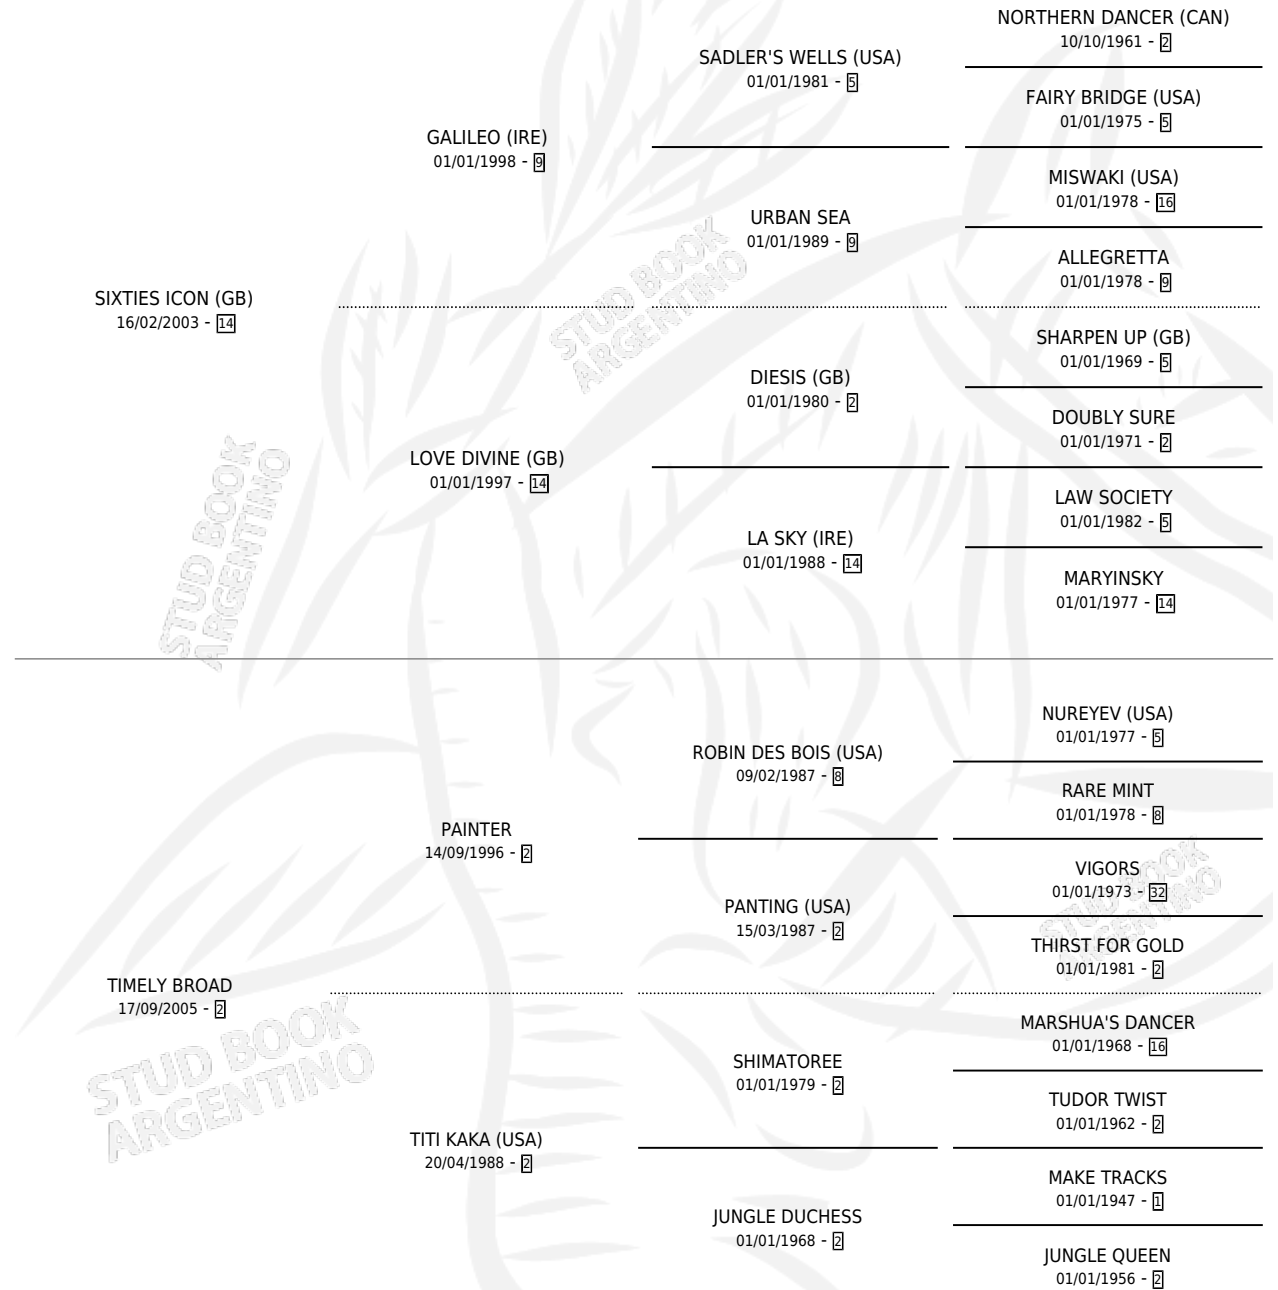 NORTHERN DANCER (CAN)
10/10/1961 - 2
SADLER'S WELLS (USA)
01/01/1981 - 5
FAIRY BRIDGE (USA)
01/01/1975 - 5
GALILEO (IRE)
01/01/1998 - 9
MISWAKI (USA)
01/01/1978 - 16
URBAN SEA
01/01/1989 - 9
ALLEGRETTA
01/01/1978 - 9
SIXTIES ICON (GB)
16/02/2003 - 14
STUD BOOK
ARGENTINO
SHARPEN UP (GB)
01/01/1969 - 5
DIESIS (GB)
01/01/1980 - 2
DOUBLY SURE
01/01/1971 - 2
LOVE DIVINE (GB)
01/01/1997 - 14
LAW SOCIETY
01/01/1982 - 5
LA SKY (IRE)
01/01/1988 - 14
MARYINSKY
01/01/1977 - 14
STUD BOOK
ARGENTINO
NUREYEV (USA)
01/01/1977 - 5
ROBIN DES BOIS (USA)
09/02/1987 - 8
RARE MINT
01/01/1978 - 8
PAINTER
14/09/1996 - 2
VIGORS
01/01/1973 - 32
PANTING (USA)
15/03/1987 - 2
THIRST FOR GOLD
01/01/1981 - 2
STUD BOOK
ARGENTINO
TIMELY BROAD
17/09/2005 - 2
MARSHUA'S DANCER
01/01/1968 - 16
SHIMATOREE
01/01/1979 - 2
TUDOR TWIST
01/01/1962 - 2
STUD BOOK
ARGENTINO
TITI KAKA (USA)
20/04/1988 - 2
MAKE TRACKS
01/01/1947 - 1
JUNGLE DUCHESS
01/01/1968 - 2
JUNGLE QUEEN
01/01/1956 - 2